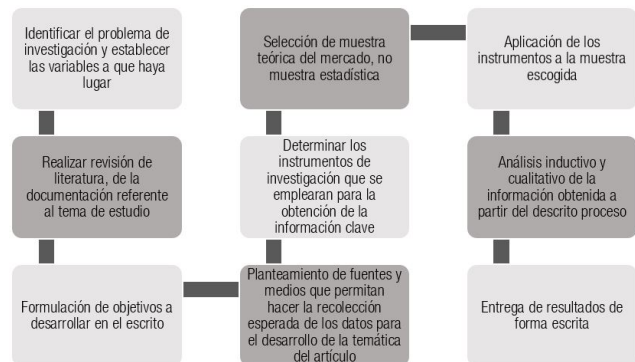 Identificar el problema de
investigación y establecer
las variables a que haya
lugar
Realizar revisión de
literatura, de la
documentación referente
al tema de estudio
Formulación de objetivos a
desarrollar en el escrito
Planteamiento de fuentes y
medios que permitan
hacer la recolección
esperada de los datos para
el desarrollo de la temática
del artículo
Determinar los
instrumentos de
investigación que se
emplearan para la
obtención de la
información clave
Selección de muestra
teórica del mercado, no
muestra estadística
Aplicación de los
instrumentos a la muestra
escogida
Análisis inductivo y
cualitativo de la
información obtenida a
partir del descrito proceso
Entrega de resultados de
forma escrita